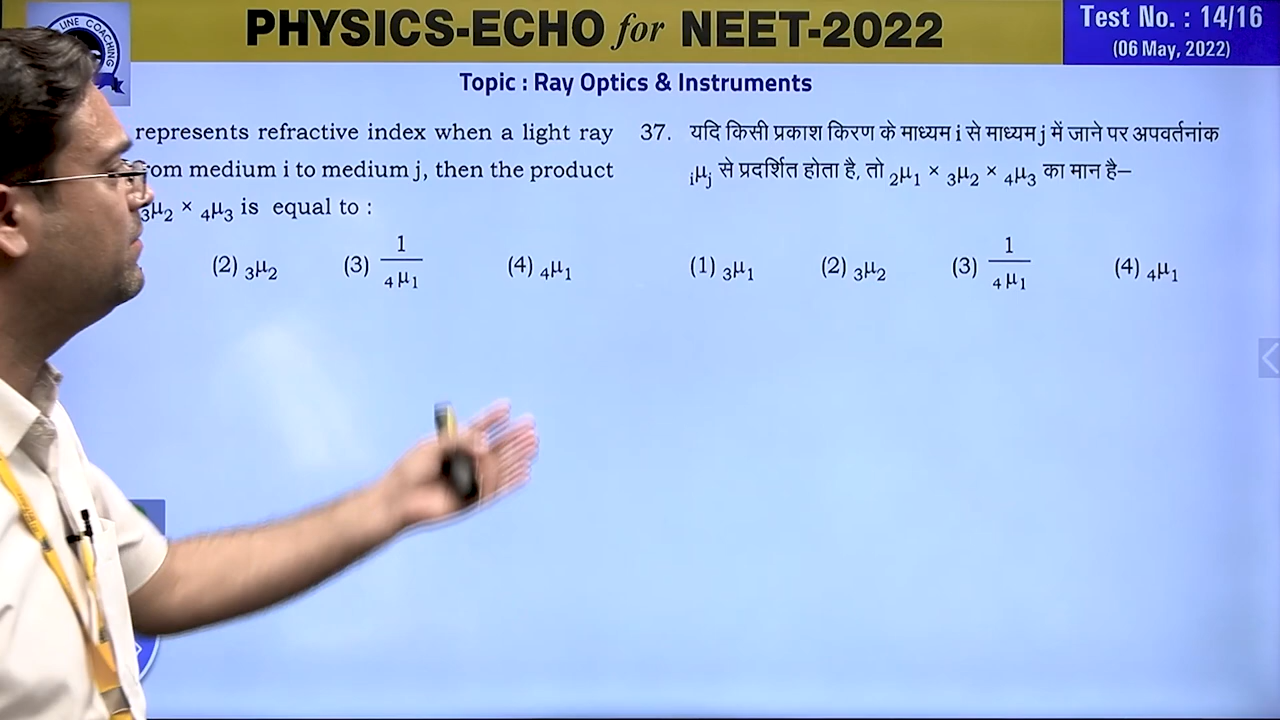 LINE COACHING
PHYSICS-ECHO for NEET-2022
Test No. : 14/16
(06 May, 2022)
Topic : Ray Optics & Instruments
represents refractive index when a light ray
from medium i to medium j, then the product
₃μ₂ × ₄μ₃ is equal to :
(2) ₃μ₂ (3) 1/₄μ₁ (4) ₄μ₁
37. यदि किसी प्रकाश किरण के माध्यम i से माध्यम j में जाने पर अपवर्तनांक
ᵢμⱼ से प्रदर्शित होता है, तो ₂μ₁ × ₃μ₂ × ₄μ₃ का मान है–
(1) ₃μ₁ (2) ₃μ₂ (3) 1/₄μ₁ (4) ₄μ₁